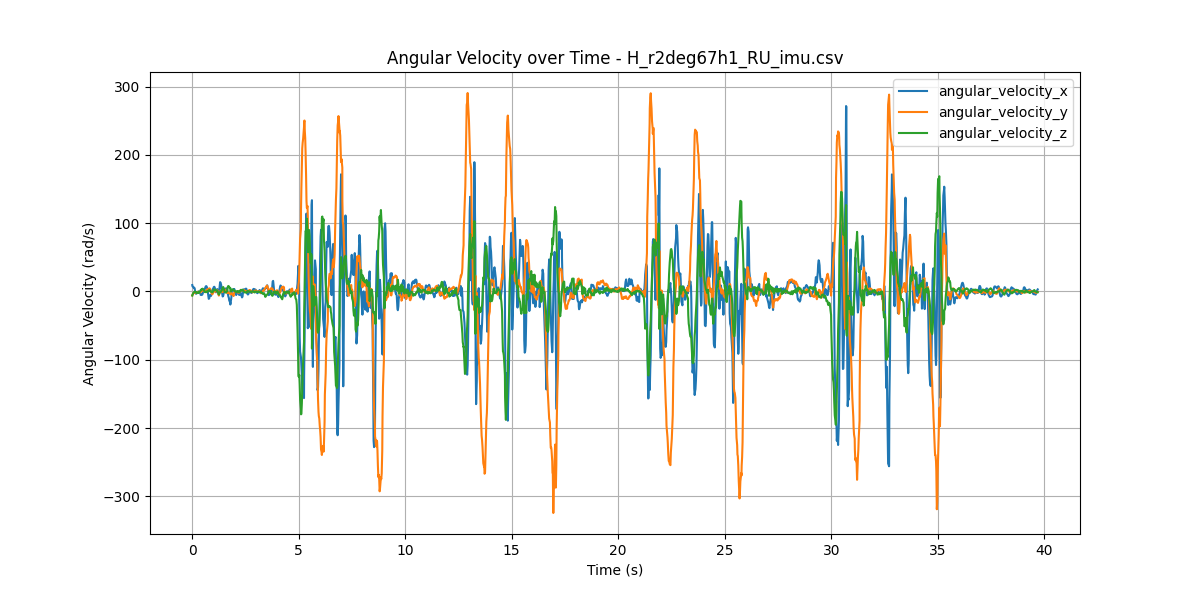 Angular Velocity over Time - H_r2deg67h1_RU_imu.csv
angular_velocity_x
angular_velocity_y
angular_velocity_z
Angular Velocity (rad/s)
300
200
100
0
−100
−200
−300
0 5 10 15 20 25 30 35 40
Time (s)